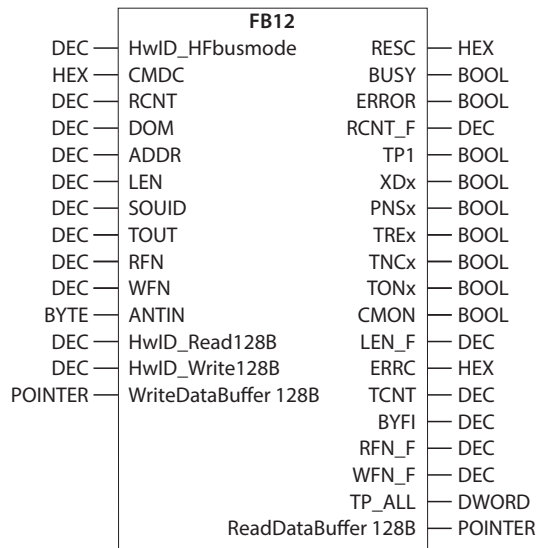 FB12
DEC HwID_HFbusmode RESC HEX
HEX CMDC BUSY BOOL
DEC RCNT ERROR BOOL
DEC DOM RCNT_F DEC
DEC ADDR TP1 BOOL
DEC LEN XDx BOOL
DEC SOUID PNSx BOOL
DEC TOUT TREx BOOL
DEC RFN TNCx BOOL
DEC WFN TONx BOOL
BYTE ANTIN CMON BOOL
DEC HwID_Read128B LEN_F DEC
DEC HwID_Write128B ERRC HEX
POINTER WriteDataBuffer 128B TCNT DEC
BYFI DEC
RFN_F DEC
WFN_F DEC
TP_ALL DWORD
ReadDataBuffer 128B POINTER